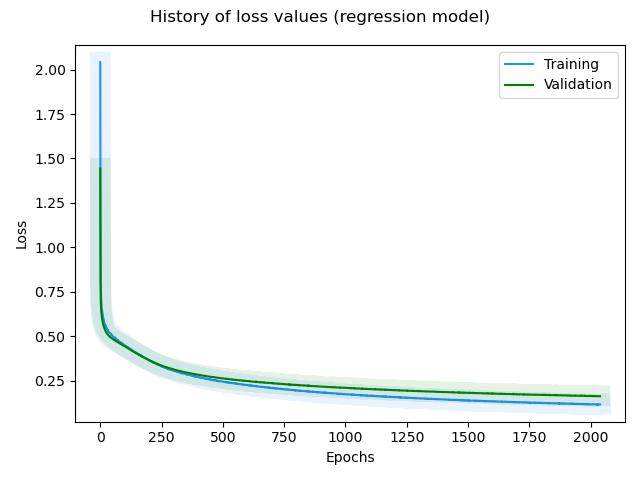 History of loss values (regression model)
Training
Validation
2.00
1.75
1.50
1.25
1.00
0.75
0.50
0.25
Loss
0 250 500 750 1000 1250 1500 1750 2000
Epochs